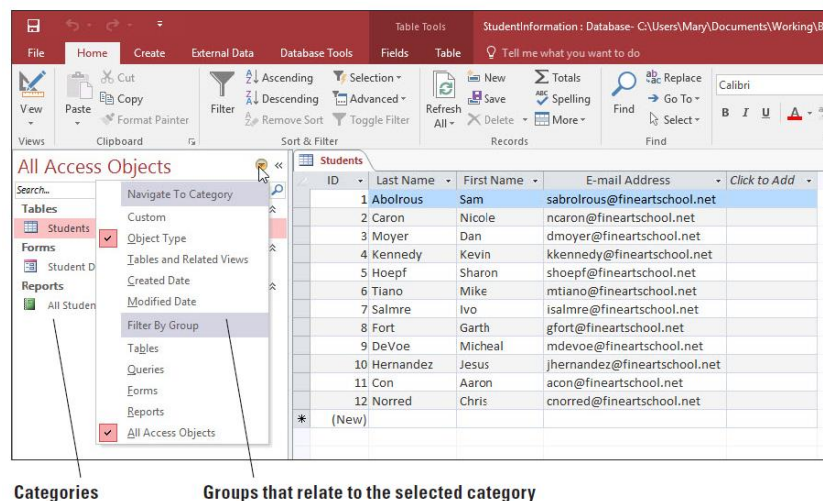 Table Tools StudentInformation : Database- C:\Users\Mary\Documents\Working\B
File Home Create External Data Database Tools Fields Table Tell me what you want to do
View
Paste
Cut
Copy
Format Painter
Filter
Ascending
Descending
Remove Sort
Selection
Advanced
Toggle Filter
Refresh
All
New
Save
Delete
Totals
Spelling
More
Find
Replace
Go To
Select
Calibri
B I U A
Views Clipboard Sort & Filter Records Find
All Access Objects
Search...
Tables
Students
Forms
Student D
Reports
All Studen
Navigate To Category
Custom
Object Type
Tables and Related Views
Created Date
Modified Date
Filter By Group
Tables
Queries
Forms
Reports
All Access Objects
Students
ID Last Name First Name E-mail Address Click to Add
1 Abolrous Sam sabrolrous@fineartschool.net
2 Caron Nicole ncaron@fineartschool.net
3 Moyer Dan dmoyer@fineartschool.net
4 Kennedy Kevin kkennedy@fineartschool.net
5 Hoepf Sharon shoepf@fineartschool.net
6 Tiano Mike mtiano@fineartschool.net
7 Salmre Ivo isalmre@fineartschool.net
8 Fort Garth gfort@fineartschool.net
9 DeVoe Micheal mdevoe@fineartschool.net
10 Hernandez Jesus jhernandez@fineartschool.net
11 Con Aaron acon@fineartschool.net
12 Norred Chris cnorred@fineartschool.net
* (New)
Categories Groups that relate to the selected category